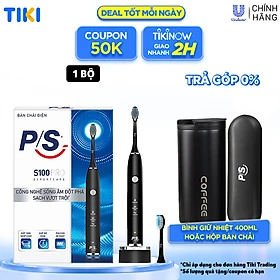 TIKI
DEAL TỐT MỖI NGÀY
COUPON
50K
TIKINOW
GIAO NHANH 2H
Unilever
CHÍNH HÃNG
1 BỘ
TRẢ GÓP 0%
BÀN CHẢI ĐIỆN
P/S
S100 PRO
CÔNG NGHỆ SÓNG ÂM ĐỘT PHÁ
SẠCH VƯỢT TRỘI
COFFEE
P/S
BÌNH GIỮ NHIỆT 400ML
HOẶC HỘP BÀN CHẢI
*Chỉ áp dụng cho đơn hàng Tiki Trading
*Số lượng quà tặng/coupon có hạn